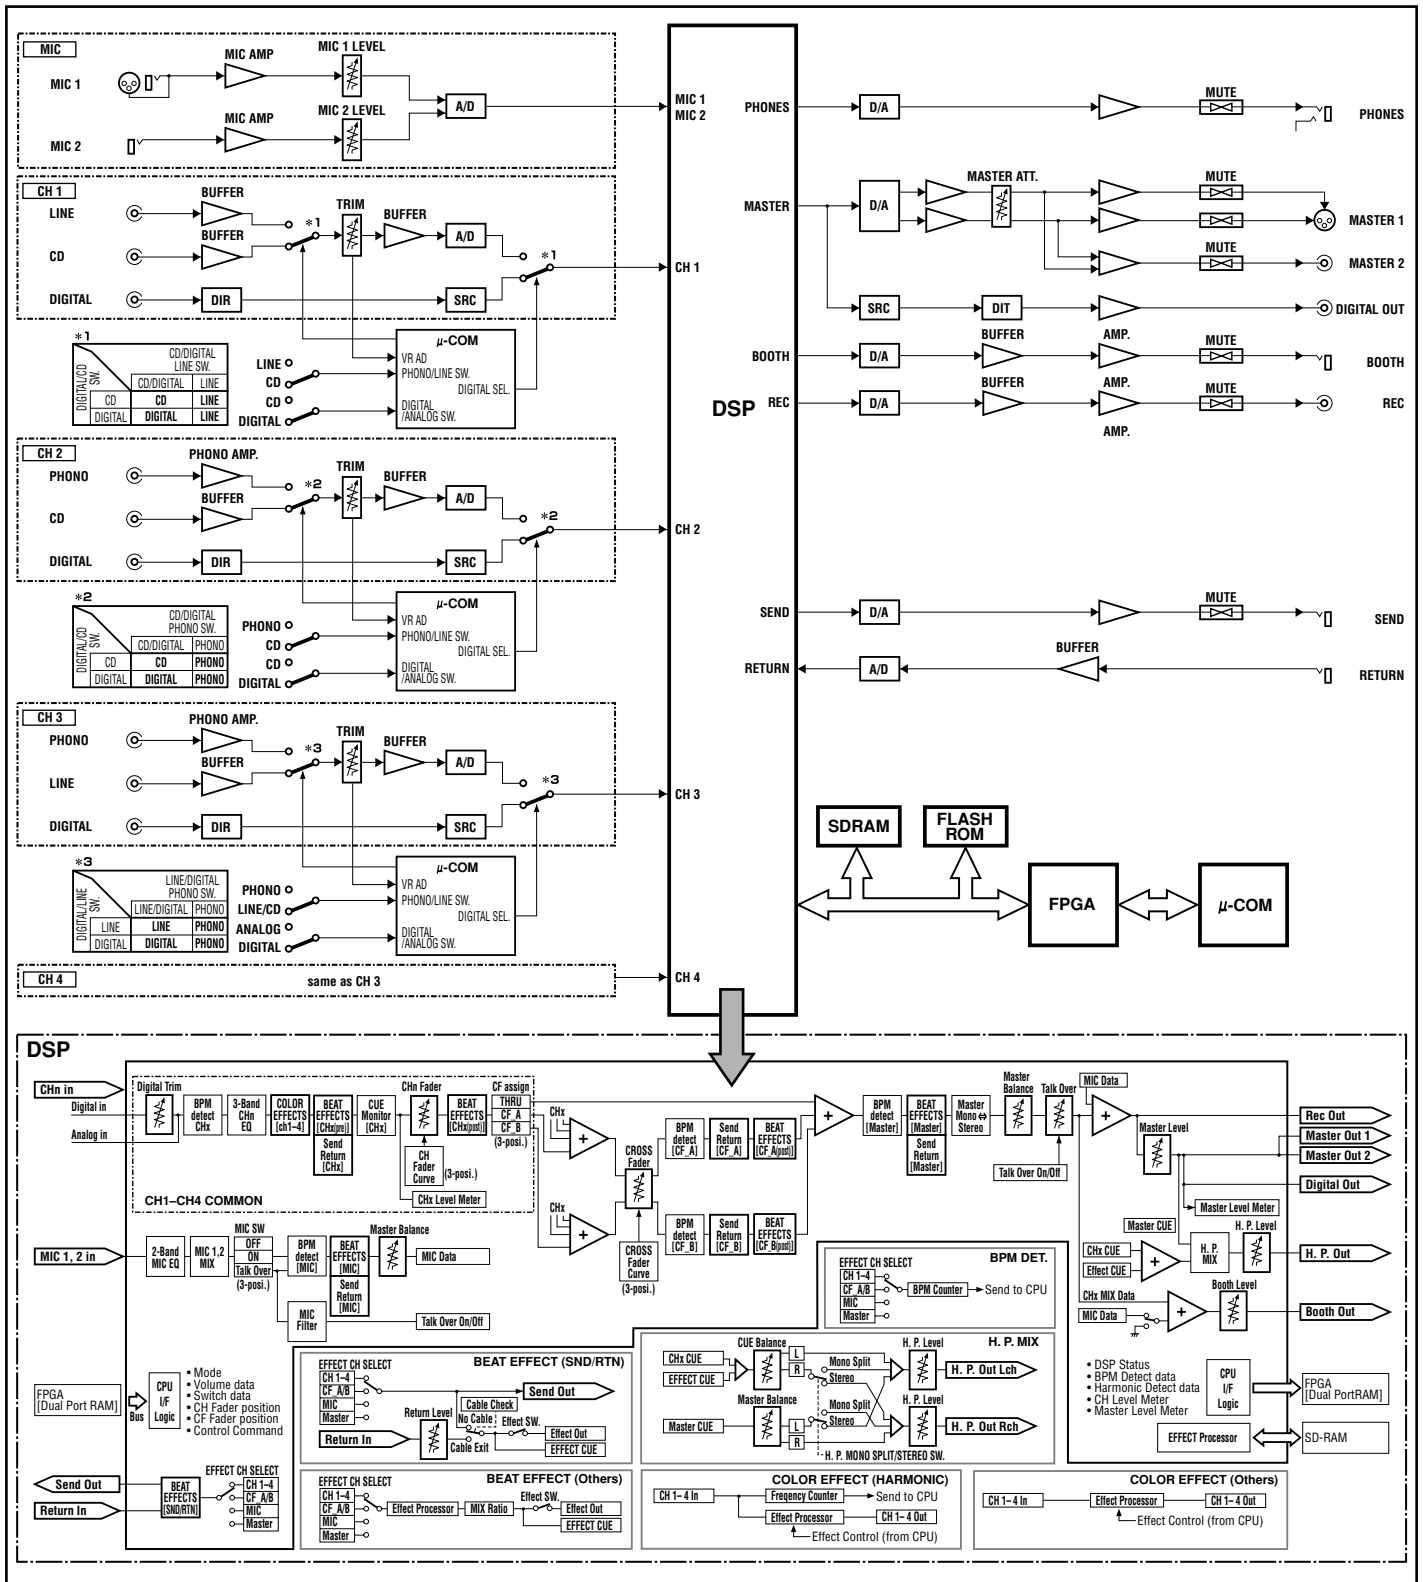 MIC
MIC 1
MIC AMP
MIC 1 LEVEL
MIC 2
MIC AMP
MIC 2 LEVEL
A/D
CH 1
LINE
BUFFER
CD
BUFFER
DIGITAL
DIR
*1
TRIM
BUFFER
A/D
SRC
*1
*1
DIGITAL/CD SW.
CD/DIGITAL
LINE SW.
CD/DIGITAL LINE
CD CD LINE
DIGITAL DIGITAL LINE
LINE
CD
CD
DIGITAL
μ-COM
VR AD
PHONO/LINE SW.
DIGITAL SEL.
DIGITAL
/ANALOG SW.
CH 2
PHONO
PHONO AMP.
CD
BUFFER
DIGITAL
DIR
*2
TRIM
BUFFER
A/D
SRC
*2
*2
DIGITAL/CD SW.
CD/DIGITAL
PHONO SW.
CD/DIGITAL PHONO
CD CD PHONO
DIGITAL DIGITAL PHONO
PHONO
CD
CD
DIGITAL
μ-COM
VR AD
PHONO/LINE SW.
DIGITAL SEL.
DIGITAL
/ANALOG SW.
CH 3
PHONO
PHONO AMP.
LINE
BUFFER
DIGITAL
DIR
*3
TRIM
BUFFER
A/D
SRC
*3
*3
DIGITAL/LINE SW.
LINE/DIGITAL
PHONO SW.
LINE/DIGITAL PHONO
LINE LINE PHONO
DIGITAL DIGITAL PHONO
PHONO
LINE/CD
ANALOG
DIGITAL
μ-COM
VR AD
PHONO/LINE SW.
DIGITAL SEL.
DIGITAL
/ANALOG SW.
CH 4
same as CH 3
MIC 1
MIC 2
CH 1
CH 2
CH 3
CH 4
DSP
PHONES
D/A
MUTE
PHONES
MASTER
D/A
MASTER ATT.
MUTE
MASTER 1
MUTE
MASTER 2
SRC
DIT
DIGITAL OUT
BOOTH
D/A
BUFFER
AMP.
MUTE
BOOTH
REC
D/A
BUFFER
AMP.
MUTE
REC
AMP.
SEND
D/A
MUTE
SEND
RETURN
A/D
BUFFER
RETURN
SDRAM
FLASH
ROM
FPGA
μ-COM
DSP
CHn in
Digital in
Analog in
Digital Trim
BPM
detect
CHx
3-Band
CHn
EQ
COLOR
EFFECTS
[ch1–4]
BEAT
EFFECTS
[CHx(pre)]
Send
Return
[CHx]
CUE
Monitor
[CHx]
CHn Fader
BEAT
EFFECTS
[CHx(post)]
CF assign
THRU
CF_A
CF_B
(3-posi.)
CH
Fader
Curve
(3-posi.)
CHx Level Meter
CH1–CH4 COMMON
CHx
+
CHx
+
CROSS
Fader
CROSS
Fader
Curve
(3-posi.)
BPM
detect
[CF_A]
Send
Return
[CF_A]
BEAT
EFFECTS
[CF_A(post)]
BPM
detect
[CF_B]
Send
Return
[CF_B]
BEAT
EFFECTS
[CF_B(post)]
+
BPM
detect
[Master]
BEAT
EFFECTS
[Master]
Send
Return
[Master]
Master
Mono⇔
Stereo
Master
Balance
Talk Over
MIC Data
+
Talk Over On/Off
Master Level
Master Level Meter
Rec Out
Master Out 1
Master Out 2
Digital Out
Master CUE
CHx CUE
Effect CUE
+
H. P.
MIX
H. P. Level
H. P. Out
CHx MIX Data
MIC Data
+
Booth Level
Booth Out
MIC 1, 2 in
2-Band
MIC EQ
MIC 1,2
MIX
MIC SW
OFF
ON
Talk Over
(3-posi.)
BPM
detect
[MIC]
BEAT
EFFECTS
[MIC]
Send
Return
[MIC]
Master Balance
MIC Data
MIC
Filter
Talk Over On/Off
BPM DET.
EFFECT CH SELECT
CH 1–4
CF_A/B
MIC
Master
BPM Counter
Send to CPU
FPGA
[Dual Port RAM]
Bus
CPU
I/F
Logic
• Mode
• Volume data
• Switch data
• CH Fader position
• CF Fader position
• Control Command
BEAT EFFECT (SND/RTN)
EFFECT CH SELECT
CH 1–4
CF_A/B
MIC
Master
Send Out
Cable Check
No Cable
Return Level
Return In
Cable Exit
Effect SW.
Effect Out
EFFECT CUE
H. P. MIX
CUE Balance
CHx CUE
EFFECT CUE
L
R
Mono Split
Stereo
Master Balance
Master CUE
L
R
Mono Split
Stereo
H. P. MONO SPLIT/STEREO SW.
H. P. Level
H. P. Out Lch
H. P. Level
H. P. Out Rch
• DSP Status
• BPM Detect data
• Harmonic Detect data
• CH Level Meter
• Master Level Meter
CPU
I/F
Logic
FPGA
[Dual PortRAM]
EFFECT Processor
SD-RAM
Send Out
Return In
BEAT
EFFECTS
[SND/RTN]
EFFECT CH SELECT
CH 1–4
CF_A/B
MIC
Master
BEAT EFFECT (Others)
EFFECT CH SELECT
CH 1–4
CF_A/B
MIC
Master
Effect Processor
MIX Ratio
Effect SW.
Effect Out
EFFECT CUE
COLOR EFFECT (HARMONIC)
CH 1– 4 In
Freqency Counter
Send to CPU
Effect Processor
CH 1– 4 Out
Effect Control (from CPU)
COLOR EFFECT (Others)
CH 1– 4 In
Effect Processor
CH 1– 4 Out
Effect Control (from CPU)